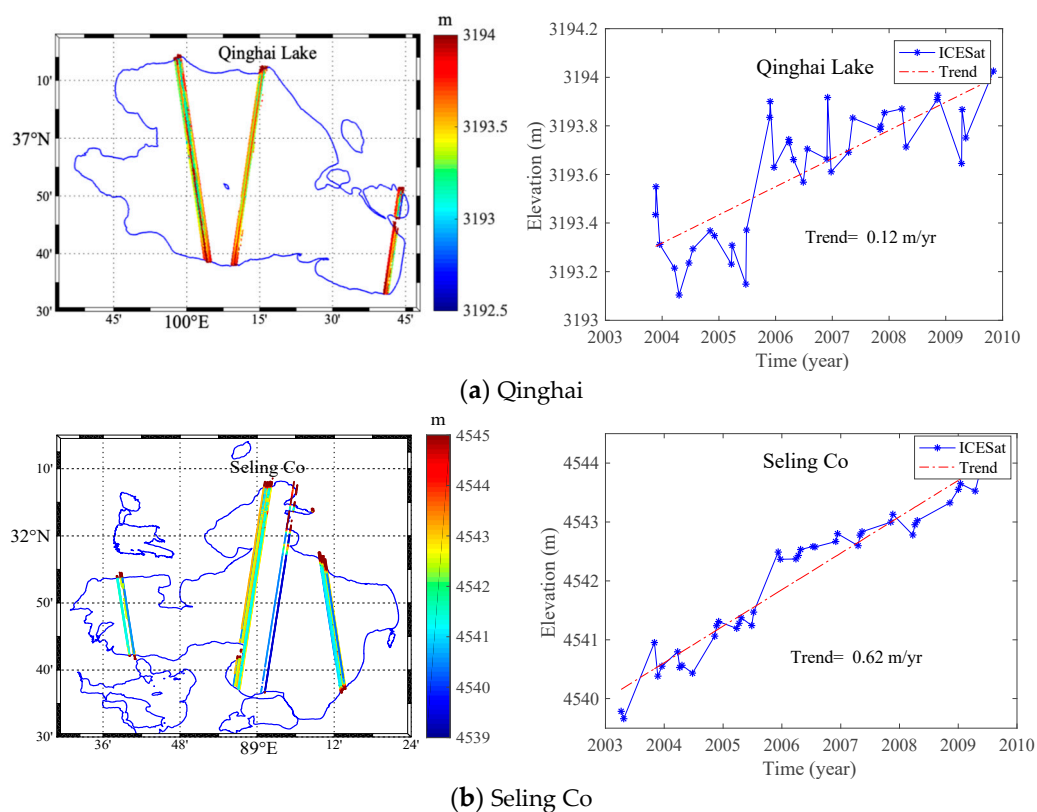 m
Qinghai Lake
10'
37°N
50'
40'
30'
45'
100°E
15'
30'
45'
3194
3193.5
3193
3192.5
3194.2
3194
3193.8
3193.6
3193.4
3193.2
3193
Elevation (m)
Qinghai Lake
ICESat
Trend
Trend= 0.12 m/yr
2003 2004 2005 2006 2007 2008 2009 2010
Time (year)
(a) Qinghai
m
Seling Co
10'
32°N
50'
40'
30'
36'
48'
89°E
12'
24'
4545
4544
4543
4542
4541
4540
4539
4544
4543
4542
4541
4540
Elevation (m)
Seling Co
ICESat
Trend
Trend= 0.62 m/yr
2003 2004 2005 2006 2007 2008 2009 2010
Time (year)
(b) Seling Co